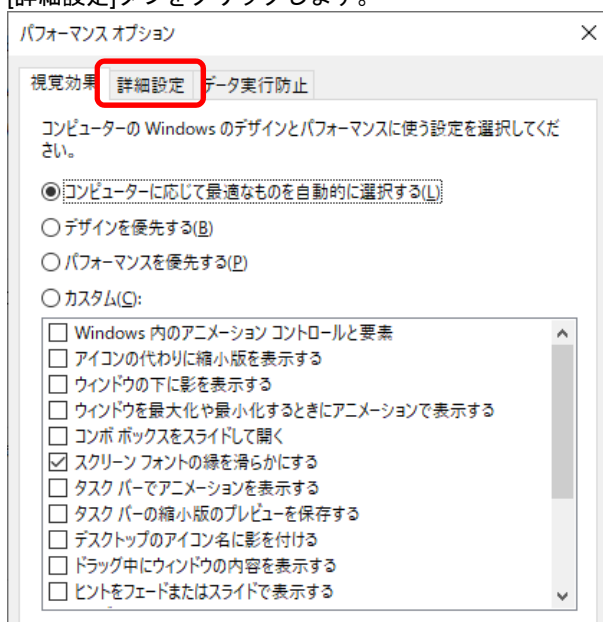 [詳細設定]タブをクリックします。
パフォーマンス オプション
視覚効果 詳細設定 データ実行防止
コンピューターの Windows のデザインとパフォーマンスに使う設定を選択してくだ
さい。
コンピューターに応じて最適なものを自動的に選択する(L)
デザインを優先する(B)
パフォーマンスを優先する(P)
カスタム(C):
Windows 内のアニメーション コントロールと要素
アイコンの代わりに縮小版を表示する
ウィンドウの下に影を表示する
ウィンドウを最大化や最小化するときにアニメーションで表示する
コンボ ボックスをスライドして開く
スクリーン フォントの縁を滑らかにする
タスク バーでアニメーションを表示する
タスク バーの縮小版のプレビューを保存する
デスクトップのアイコン名に影を付ける
ドラッグ中にウィンドウの内容を表示する
ヒントをフェードまたはスライドで表示する